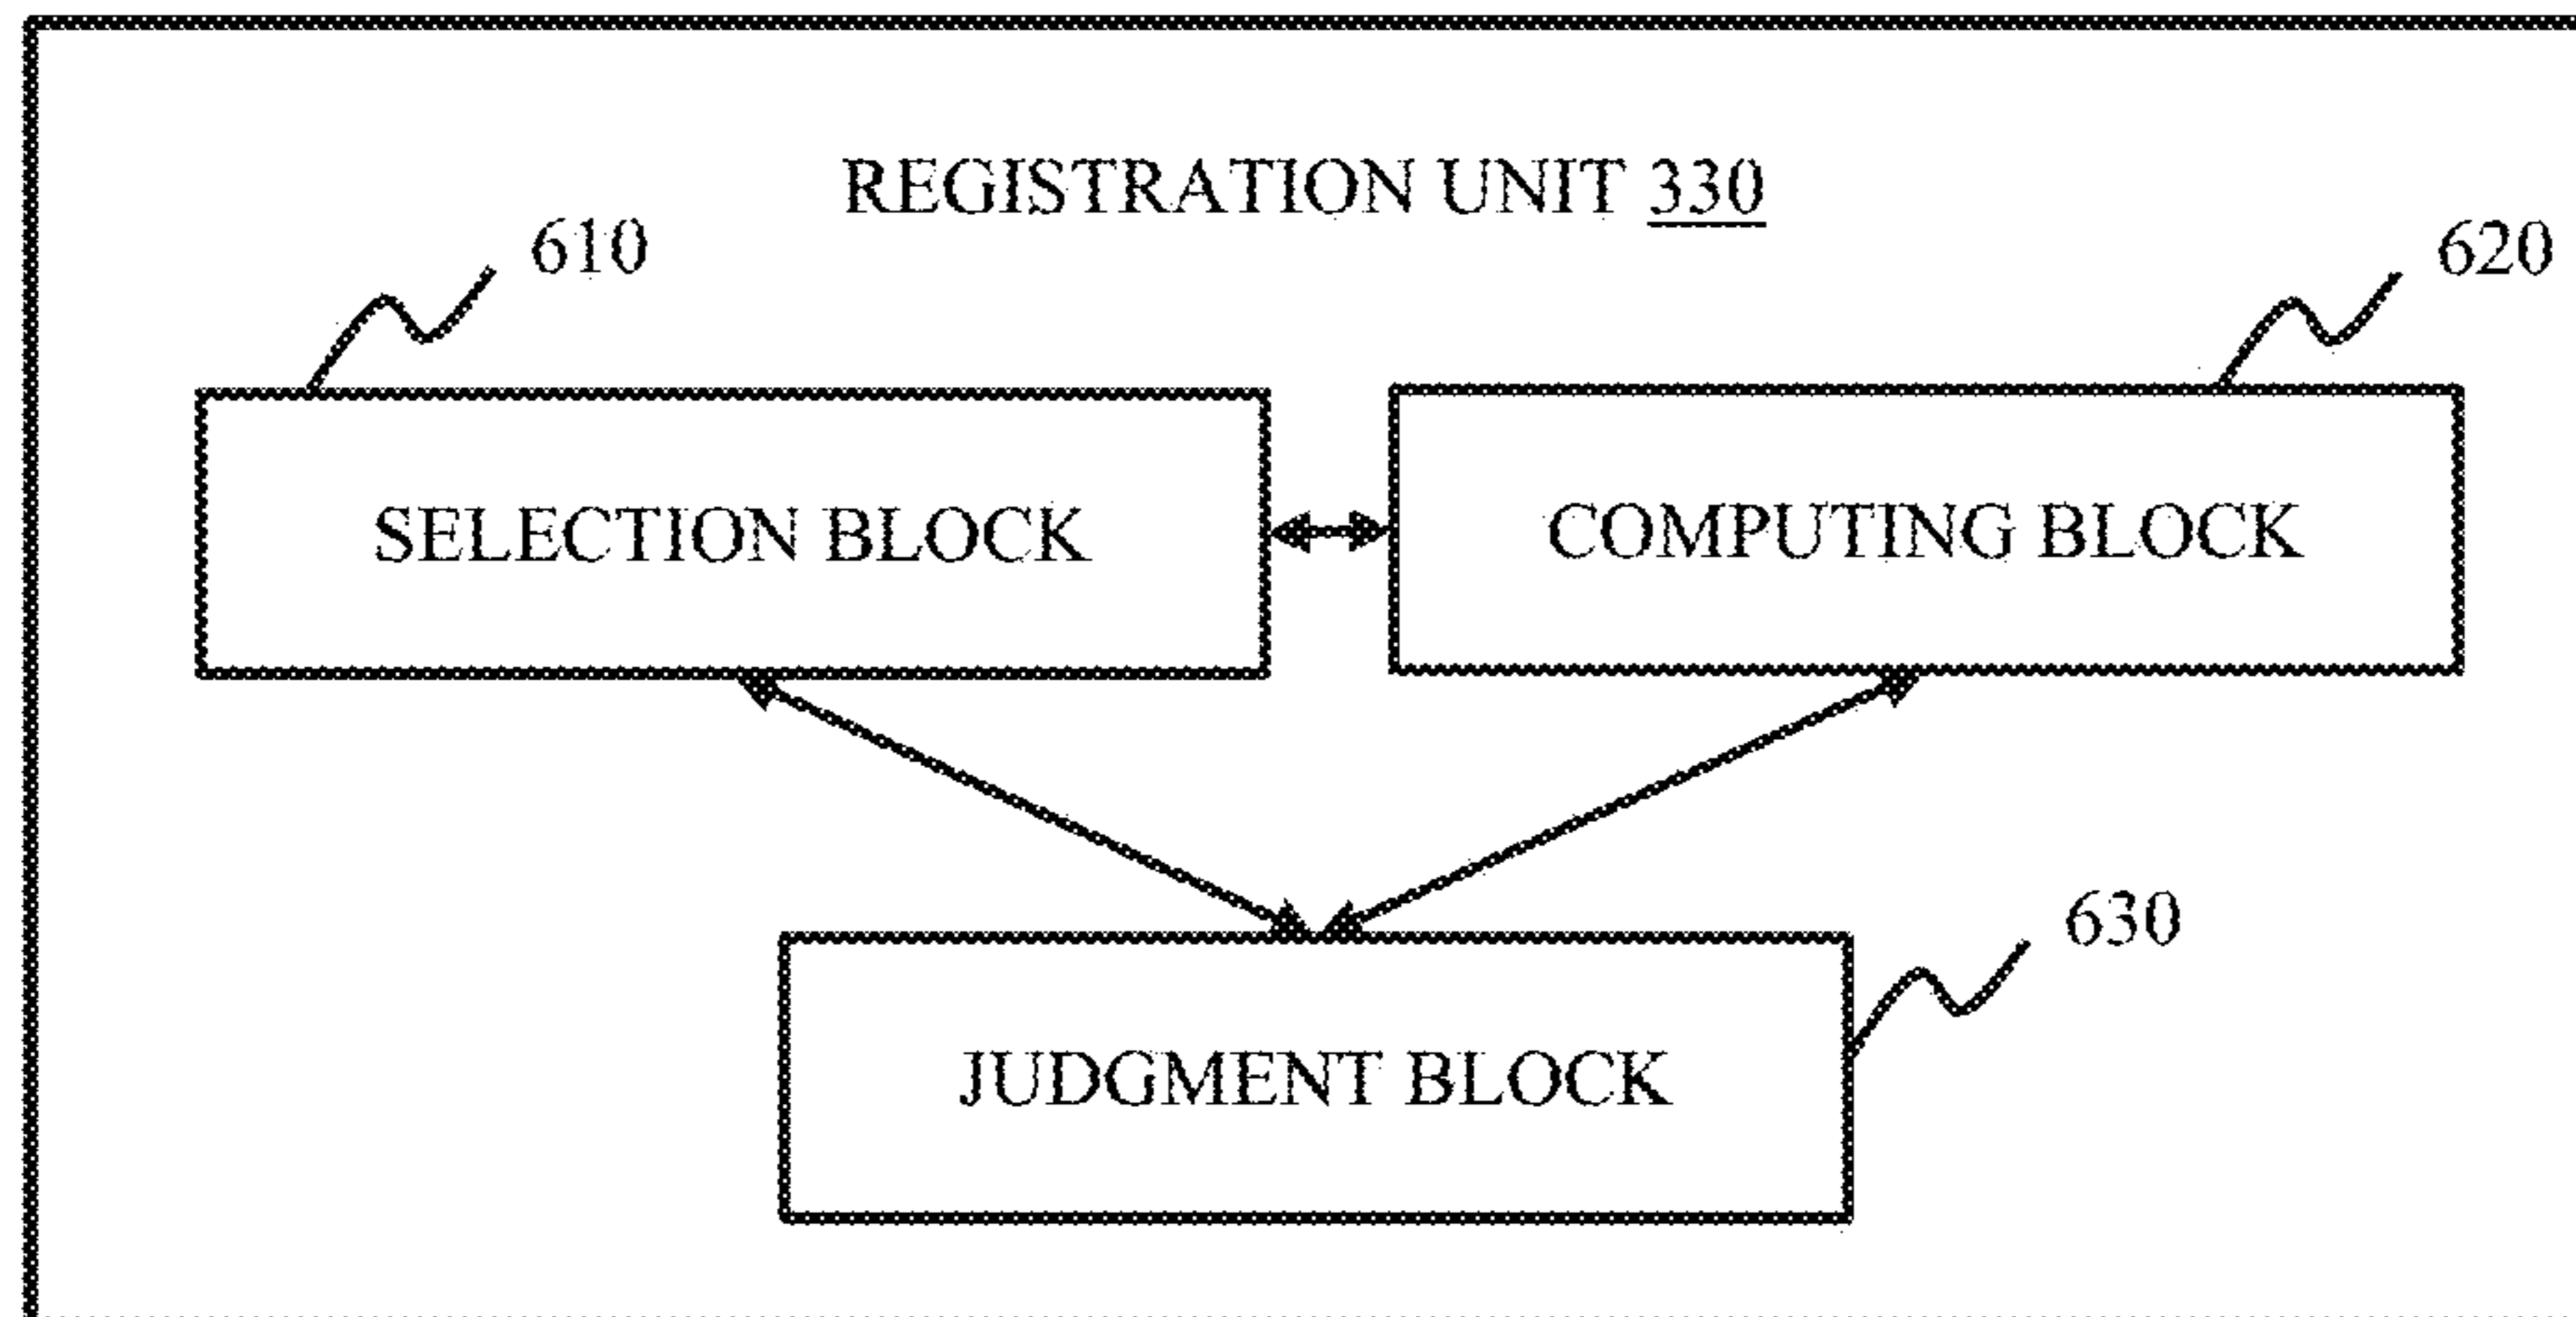 REGISTRATION UNIT 330
610
620
SELECTION BLOCK
COMPUTING BLOCK
630
JUDGMENT BLOCK